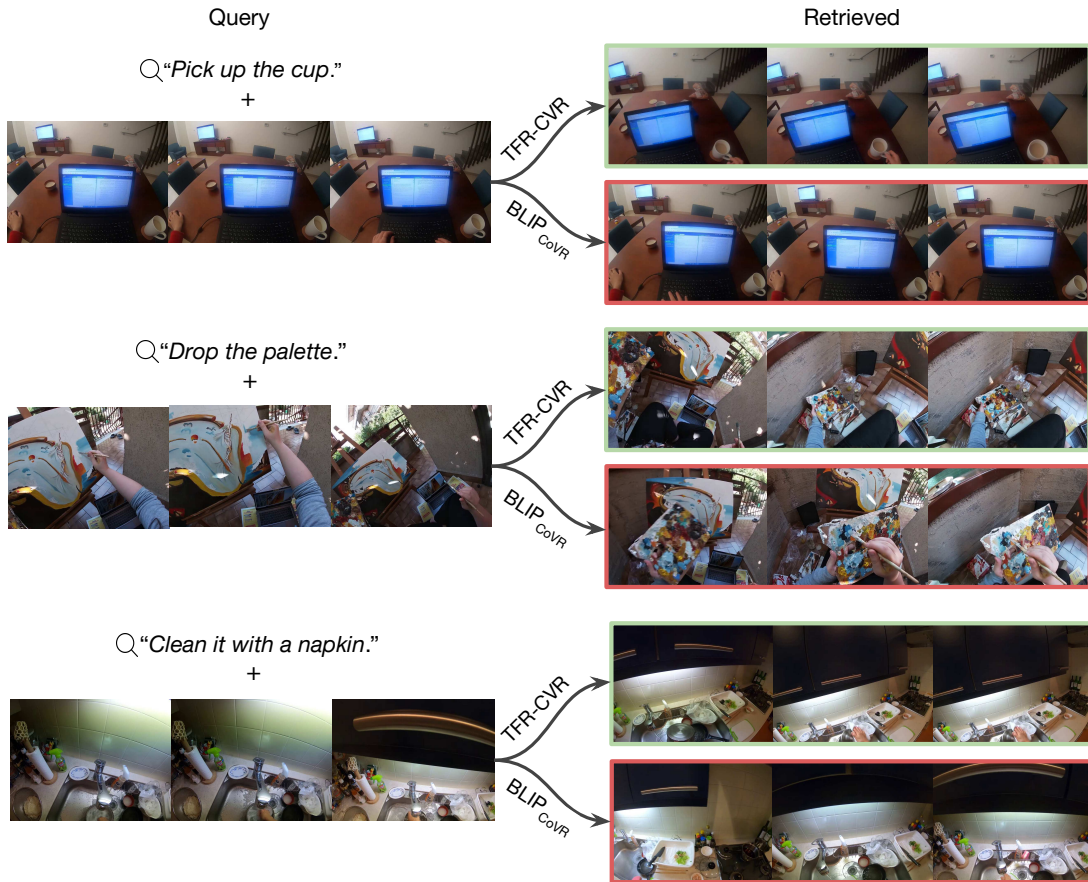 Query
Retrieved
“Pick up the cup.”
+
TFR-CVR
BLIP CoVR
“Drop the palette.”
+
TFR-CVR
BLIP CoVR
“Clean it with a napkin.”
+
TFR-CVR
BLIP CoVR